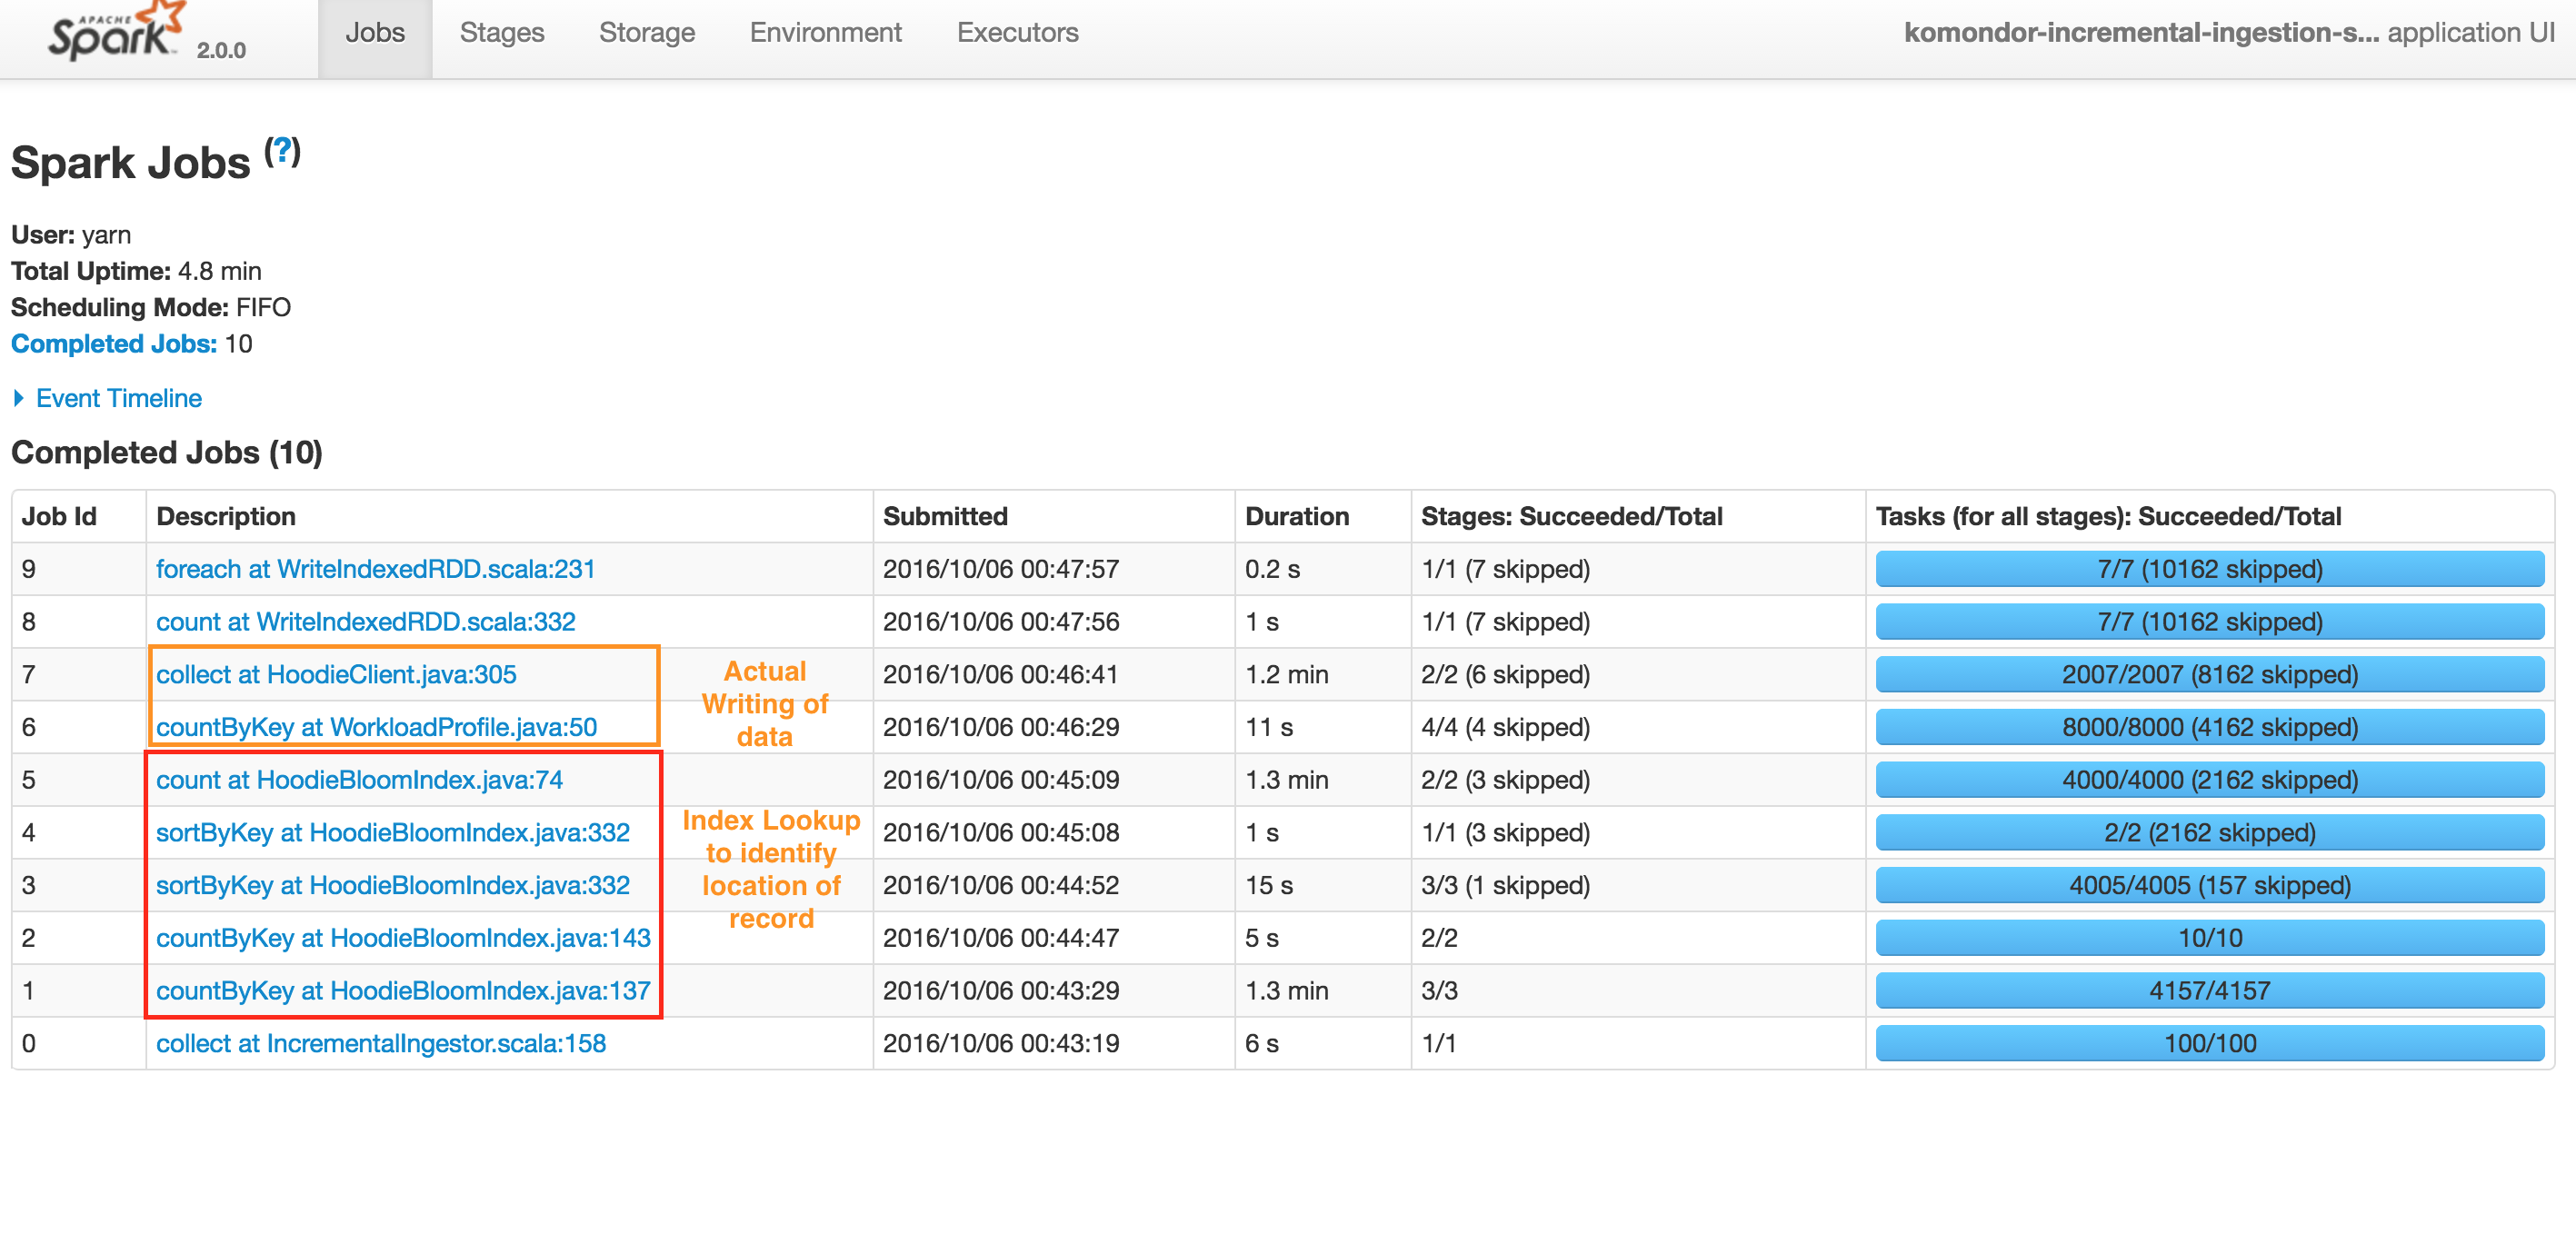 APACHE
Spark 2.0.0 Jobs Stages Storage Environment Executors komondor-incremental-ingestion-s... application UI
Spark Jobs (?)
User: yarn
Total Uptime: 4.8 min
Scheduling Mode: FIFO
Completed Jobs: 10
Event Timeline
Completed Jobs (10)
Job Id Description Submitted Duration Stages: Succeeded/Total Tasks (for all stages): Succeeded/Total
9 foreach at WriteIndexedRDD.scala:231 2016/10/06 00:47:57 0.2 s 1/1 (7 skipped) 7/7 (10162 skipped)
8 count at WriteIndexedRDD.scala:332 2016/10/06 00:47:56 1 s 1/1 (7 skipped) 7/7 (10162 skipped)
7 collect at HoodieClient.java:305 2016/10/06 00:46:41 1.2 min 2/2 (6 skipped) 2007/2007 (8162 skipped)
6 countByKey at WorkloadProfile.java:50 2016/10/06 00:46:29 11 s 4/4 (4 skipped) 8000/8000 (4162 skipped)
Actual
Writing of
data
5 count at HoodieBloomIndex.java:74 2016/10/06 00:45:09 1.3 min 2/2 (3 skipped) 4000/4000 (2162 skipped)
4 sortByKey at HoodieBloomIndex.java:332 2016/10/06 00:45:08 1 s 1/1 (3 skipped) 2/2 (2162 skipped)
3 sortByKey at HoodieBloomIndex.java:332 2016/10/06 00:44:52 15 s 3/3 (1 skipped) 4005/4005 (157 skipped)
2 countByKey at HoodieBloomIndex.java:143 2016/10/06 00:44:47 5 s 2/2 10/10
1 countByKey at HoodieBloomIndex.java:137 2016/10/06 00:43:29 1.3 min 3/3 4157/4157
Index Lookup
to identify
location of
record
0 collect at IncrementalIngestor.scala:158 2016/10/06 00:43:19 6 s 1/1 100/100